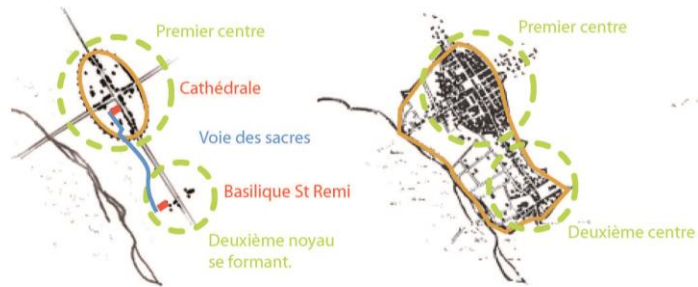 Premier centre
Cathédrale
Voie des sacres
Basilique St Remi
Deuxième noyau
se formant.
Premier centre
Deuxième centre